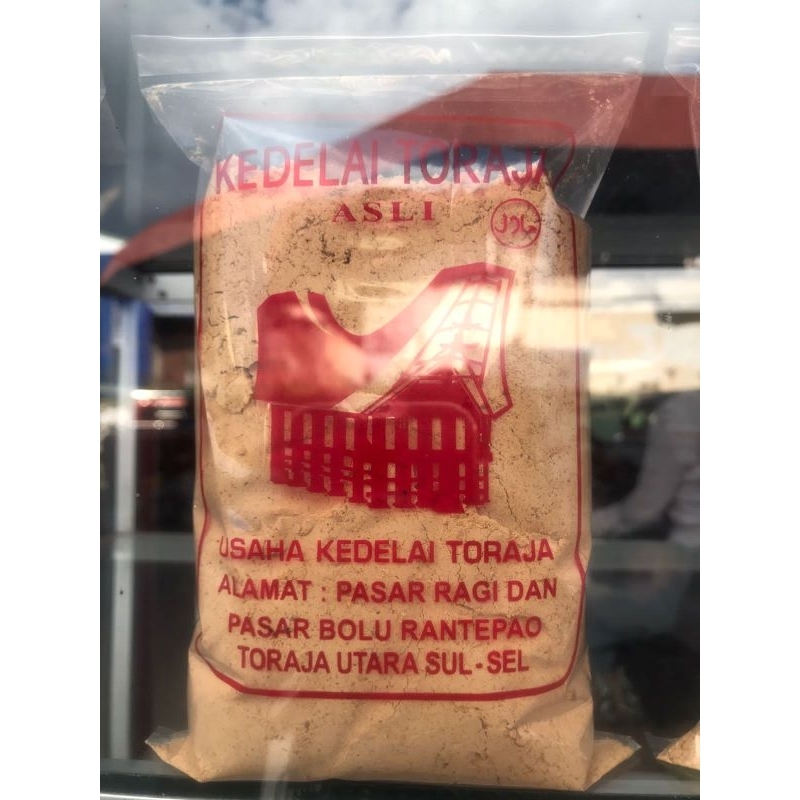 KEDELAI TORAJA
ASLI
USAHA KEDELAI TORAJA
ALAMAT : PASAR RAGI DAN
PASAR BOLU RANTEPAO
TORAJA UTARA SUL-SEL